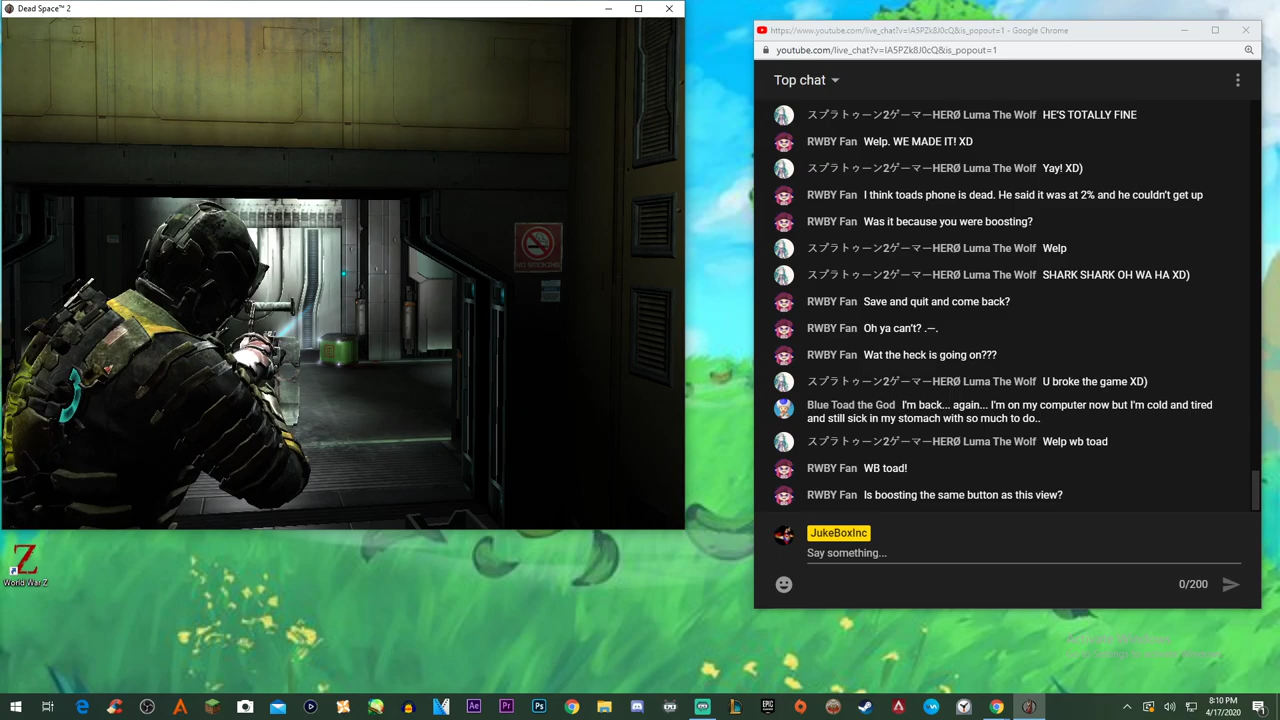 Dead Space™ 2
https://www.youtube.com/live_chat?v=IA5PZk8J0cQ&is_popout=1 - Google Chrome
youtube.com/live_chat?v=IA5PZk8J0cQ&is_popout=1
Top chat
スプラトゥーン2ゲーマーHERØ Luma The Wolf HE'S TOTALLY FINE
RWBY Fan Welp. WE MADE IT! XD
スプラトゥーン2ゲーマーHERØ Luma The Wolf Yay! XD)
RWBY Fan I think toads phone is dead. He said it was at 2% and he couldn't get up
RWBY Fan Was it because you were boosting?
スプラトゥーン2ゲーマーHERØ Luma The Wolf Welp
スプラトゥーン2ゲーマーHERØ Luma The Wolf SHARK SHARK OH WA HA XD)
RWBY Fan Save and quit and come back?
RWBY Fan Oh ya can't? .—.
RWBY Fan Wat the heck is going on???
スプラトゥーン2ゲーマーHERØ Luma The Wolf U broke the game XD)
Blue Toad the God I'm back... again... I'm on my computer now but I'm cold and tired
and still sick in my stomach with so much to do..
スプラトゥーン2ゲーマーHERØ Luma The Wolf Welp wb toad
RWBY Fan WB toad!
RWBY Fan Is boosting the same button as this view?
JukeBoxInc
Say something...
0/200
World War Z
Ae
Pr
Ps
EPIC
8:10 PM
4/17/2020